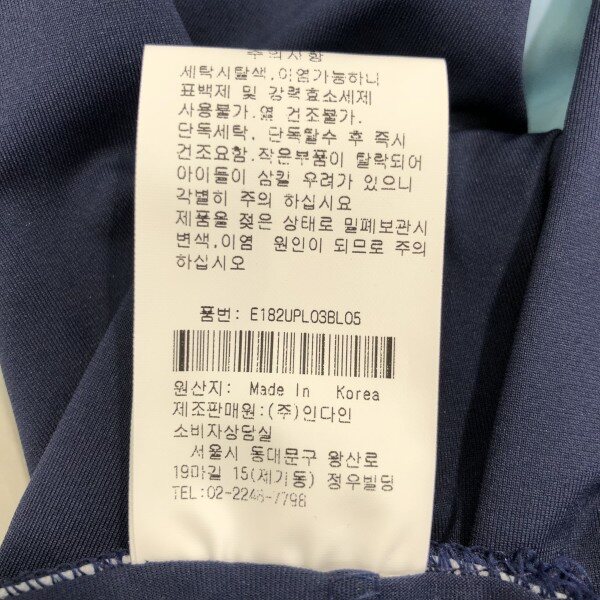 주의사항
세탁시탈색.이염가능하니
표백제 및 강력효소세제
사용불가.열 건조불가.
단독세탁, 단독탈수 후 즉시
건조요함.작은부품이 탈락되어
아이들이 삼킬 우려가 있으니
각별히 주의 하십시요
제품을 젖은 상태로 밀폐보관시
변색.이염 원인이 되므로 주의
하십시오
품번: E182UPL03BL05
원산지: Made In Korea
제조판매원:(주)인다인
소비자상담실
서울시 동대문구 왕산로
19마길 15(제기동) 정우빌딩
TEL:02-2246-7798